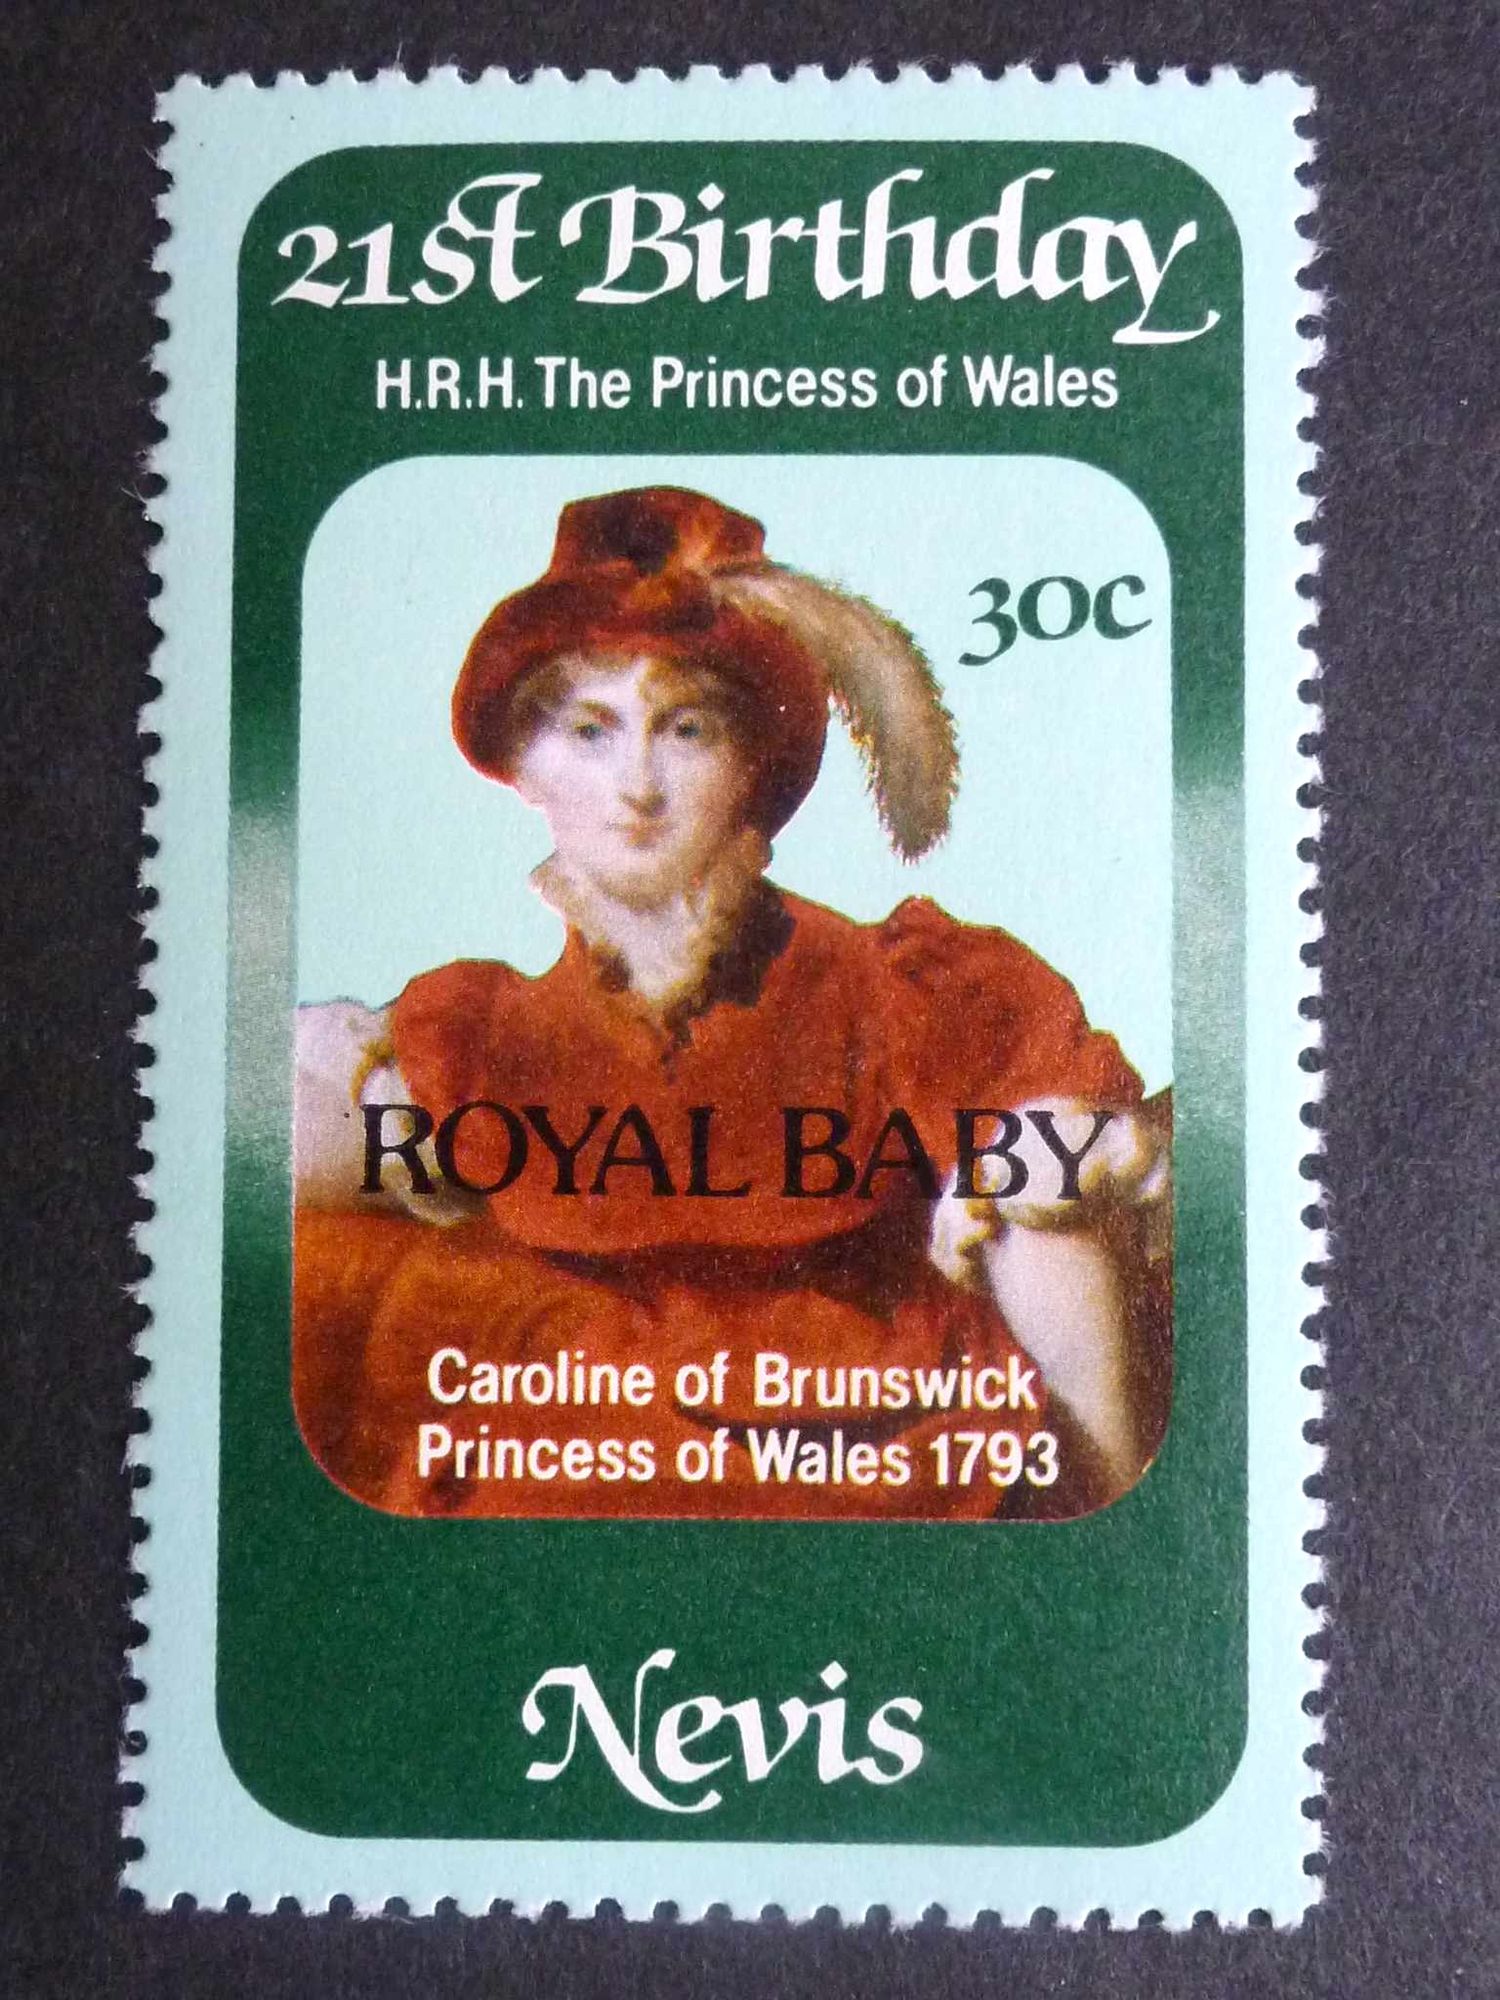 21st Birthday
H.R.H. The Princess of Wales
30c
ROYAL BABY
Caroline of Brunswick
Princess of Wales 1793
Nevis